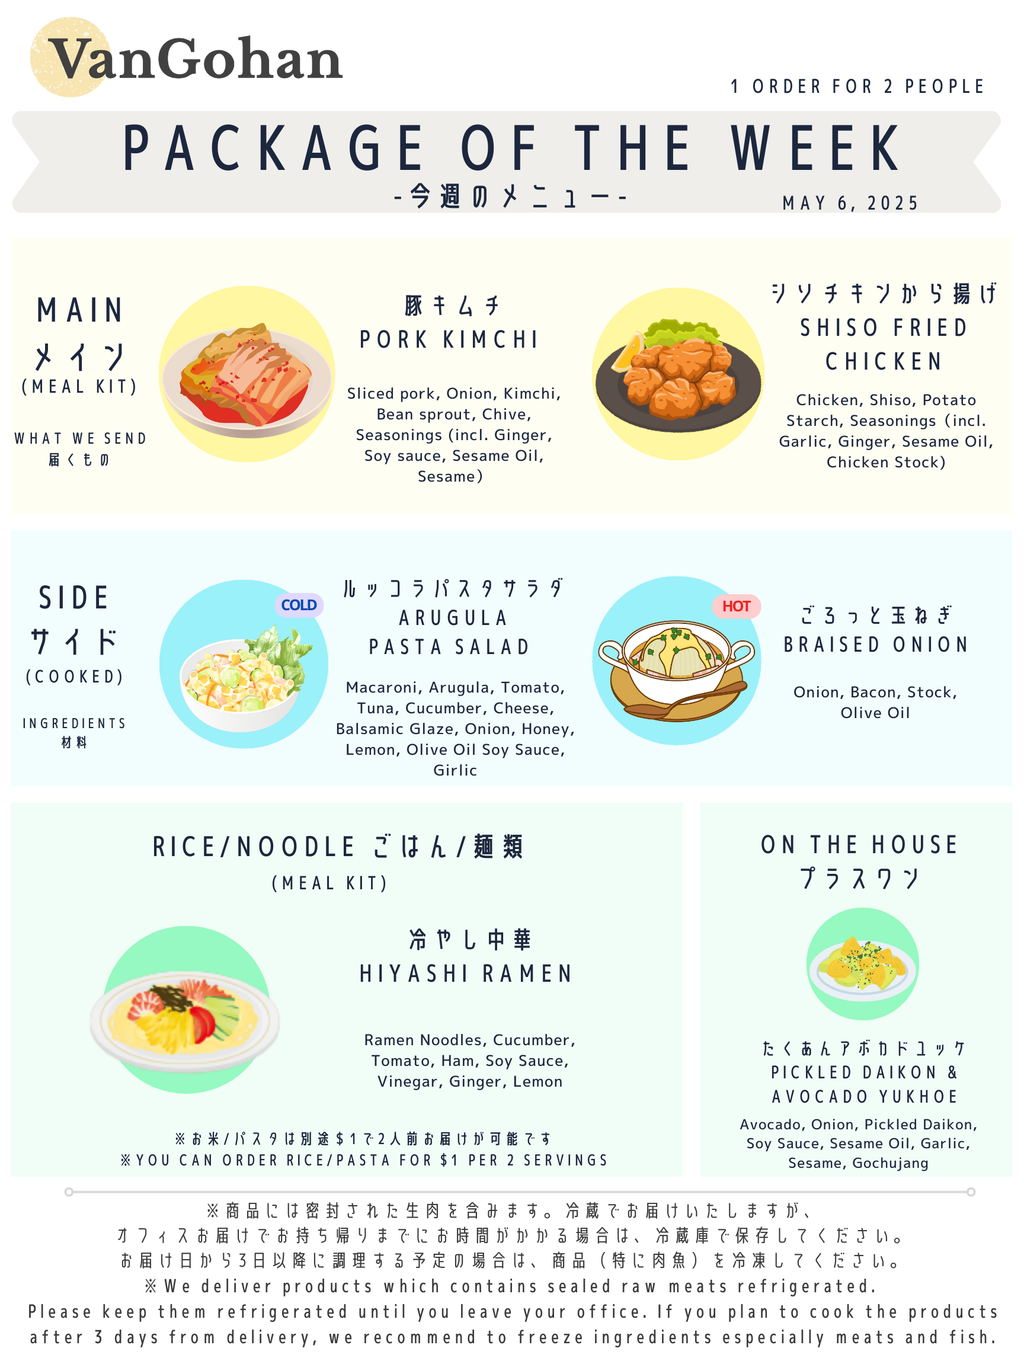 VanGohan
1 ORDER FOR 2 PEOPLE
PACKAGE OF THE WEEK
-今週のメニュー-
MAY 6, 2025
MAIN
メイン
(MEAL KIT)
WHAT WE SEND
届くもの
豚キムチ
PORK KIMCHI
Sliced pork, Onion, Kimchi,
Bean sprout, Chive,
Seasonings (incl. Ginger,
Soy sauce, Sesame Oil,
Sesame)
シソチキンから揚げ
SHISO FRIED
CHICKEN
Chicken, Shiso, Potato
Starch, Seasonings (incl.
Garlic, Ginger, Sesame Oil,
Chicken Stock)
SIDE
サイド
(COOKED)
INGREDIENTS
材料
COLD
ルッコラパスタサラダ
ARUGULA
PASTA SALAD
Macaroni, Arugula, Tomato,
Tuna, Cucumber, Cheese,
Balsamic Glaze, Onion, Honey,
Lemon, Olive Oil Soy Sauce,
Girlic
HOT
ごろっと玉ねぎ
BRAISED ONION
Onion, Bacon, Stock,
Olive Oil
RICE/NOODLE ごはん/麺類
(MEAL KIT)
冷やし中華
HIYASHI RAMEN
Ramen Noodles, Cucumber,
Tomato, Ham, Soy Sauce,
Vinegar, Ginger, Lemon
※お米/パスタは別途$1で2人前お届けが可能です
※YOU CAN ORDER RICE/PASTA FOR $1 PER 2 SERVINGS
ON THE HOUSE
プラスワン
たくあんアボカドユッケ
PICKLED DAIKON &
AVOCADO YUKHOE
Avocado, Onion, Pickled Daikon,
Soy Sauce, Sesame Oil, Garlic,
Sesame, Gochujang
※商品には密封された生肉を含みます。冷蔵でお届けいたしますが、
オフィスお届けでお持ち帰りまでにお時間がかかる場合は、冷蔵庫で保存してください。
お届け日から3日以降に調理する予定の場合は、商品（特に肉魚）を冷凍してください。
※We deliver products which contains sealed raw meats refrigerated.
Please keep them refrigerated until you leave your office. If you plan to cook the products
after 3 days from delivery, we recommend to freeze ingredients especially meats and fish.